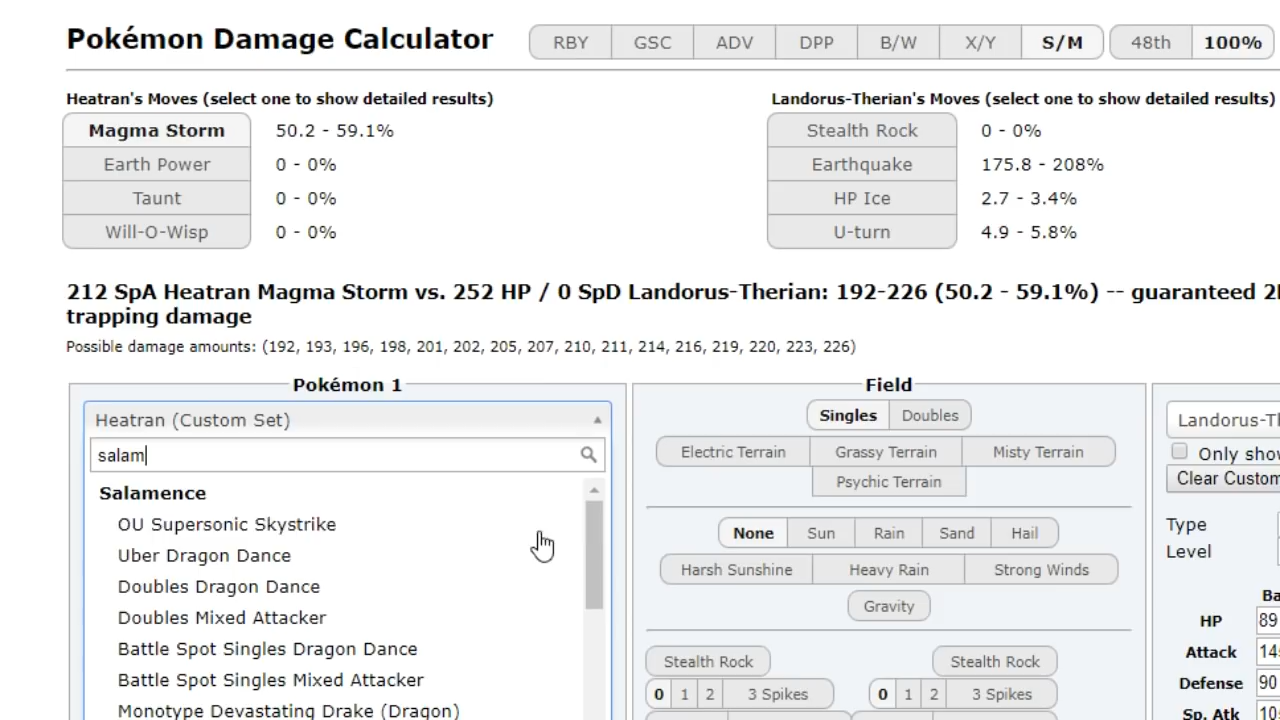 Pokémon Damage Calculator
RBY GSC ADV DPP B/W X/Y S/M 48th 100%
Heatran's Moves (select one to show detailed results)
Magma Storm 50.2 - 59.1%
Earth Power 0 - 0%
Taunt 0 - 0%
Will-O-Wisp 0 - 0%
Landorus-Therian's Moves (select one to show detailed results)
Stealth Rock 0 - 0%
Earthquake 175.8 - 208%
HP Ice 2.7 - 3.4%
U-turn 4.9 - 5.8%
212 SpA Heatran Magma Storm vs. 252 HP / 0 SpD Landorus-Therian: 192-226 (50.2 - 59.1%) -- guaranteed
trapping damage
Possible damage amounts: (192, 193, 196, 198, 201, 202, 205, 207, 210, 211, 214, 216, 219, 220, 223, 226)
Pokémon 1
Heatran (Custom Set)
salam
Salamence
OU Supersonic Skystrike
Uber Dragon Dance
Doubles Dragon Dance
Doubles Mixed Attacker
Battle Spot Singles Dragon Dance
Battle Spot Singles Mixed Attacker
Monotype Devastating Drake (Dragon)
Field
Singles Doubles
Electric Terrain Grassy Terrain Misty Terrain
Psychic Terrain
None Sun Rain Sand Hail
Harsh Sunshine Heavy Rain Strong Winds
Gravity
Stealth Rock Stealth Rock
0 1 2 3 Spikes 0 1 2 3 Spikes
Landorus-T
Only sho
Clear Custom
Type
Level
Ba
HP 89
Attack 14
Defense 90
Sp. Atk 10